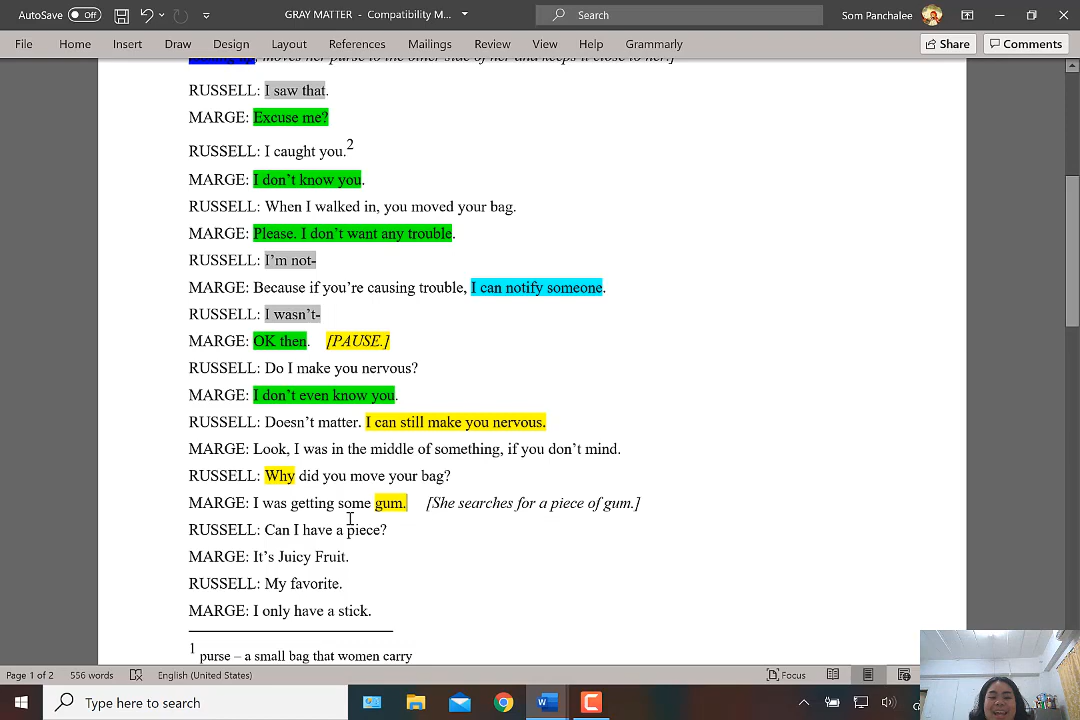 AutoSave Off GRAY MATTER - Compatibility M... Search Som Panchalee
File Home Insert Draw Design Layout References Mailings Review View Help Grammarly Share Comments
, moves her purse to the other side of her and keeps it close to her.]
RUSSELL: I saw that.
MARGE: Excuse me?
RUSSELL: I caught you.2
MARGE: I don't know you.
RUSSELL: When I walked in, you moved your bag.
MARGE: Please. I don't want any trouble.
RUSSELL: I'm not-
MARGE: Because if you're causing trouble, I can notify someone.
RUSSELL: I wasn't-
MARGE: OK then. [PAUSE.]
RUSSELL: Do I make you nervous?
MARGE: I don't even know you.
RUSSELL: Doesn't matter. I can still make you nervous.
MARGE: Look, I was in the middle of something, if you don't mind.
RUSSELL: Why did you move your bag?
MARGE: I was getting some gum. [She searches for a piece of gum.]
RUSSELL: Can I have a piece?
MARGE: It's Juicy Fruit.
RUSSELL: My favorite.
MARGE: I only have a stick.
1 purse – a small bag that women carry
Page 1 of 2 556 words English (United States) Focus
Type here to search